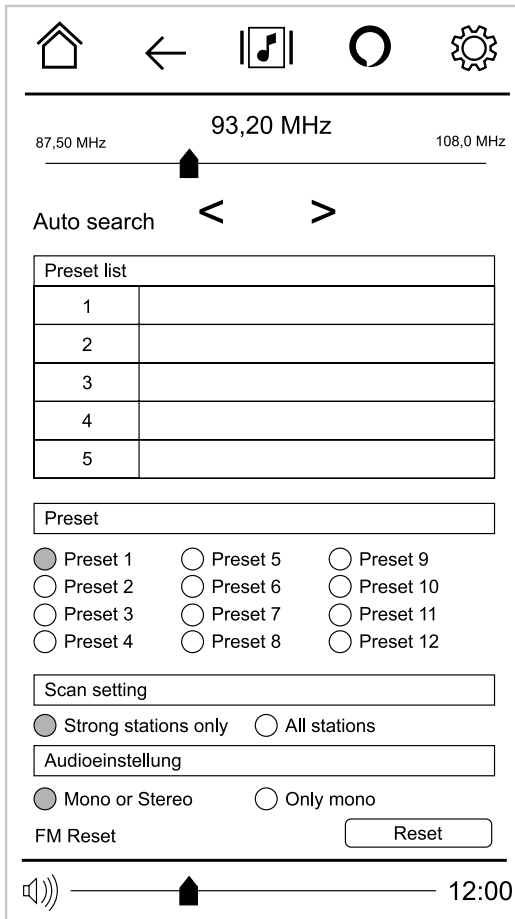 93,20 MHz
87,50 MHz 108,0 MHz
Auto search < >
Preset list
1
2
3
4
5
Preset
Preset 1 Preset 5 Preset 9
Preset 2 Preset 6 Preset 10
Preset 3 Preset 7 Preset 11
Preset 4 Preset 8 Preset 12
Scan setting
Strong stations only All stations
Audioeinstellung
Mono or Stereo Only mono
FM Reset Reset
12:00